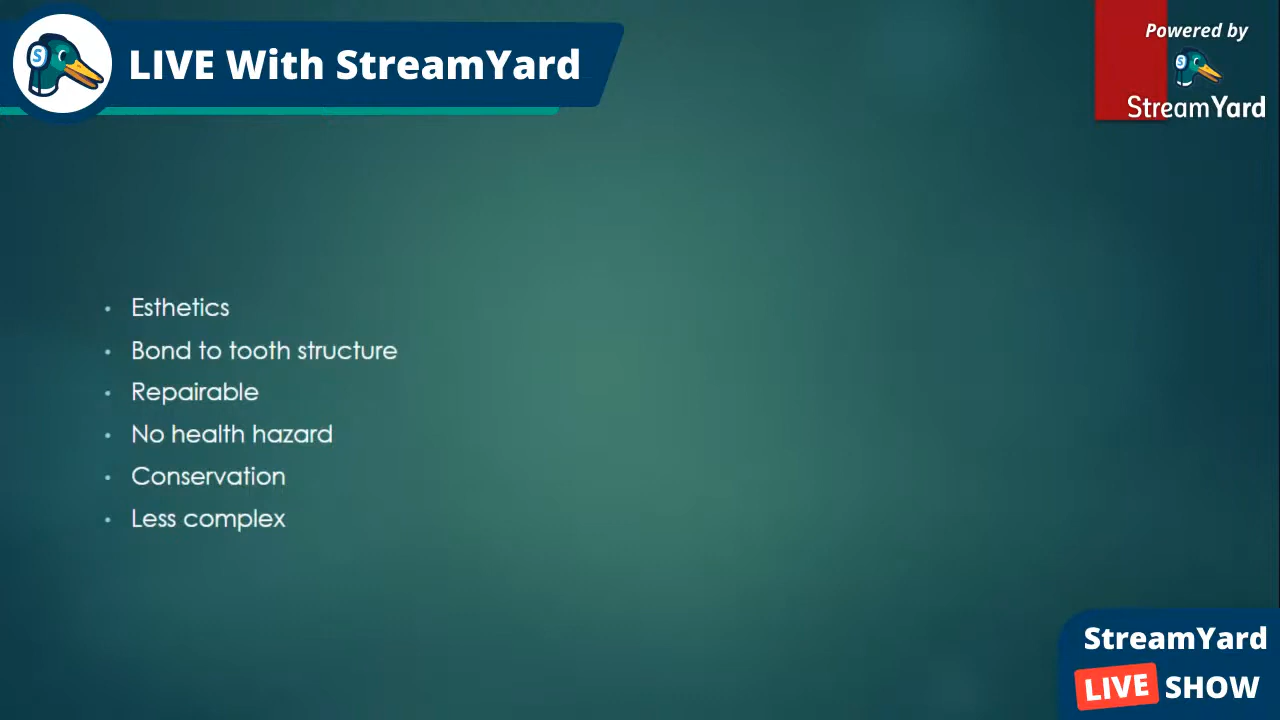 LIVE With StreamYard
Powered by
StreamYard
• Esthetics
• Bond to tooth structure
• Repairable
• No health hazard
• Conservation
• Less complex
StreamYard
LIVE SHOW